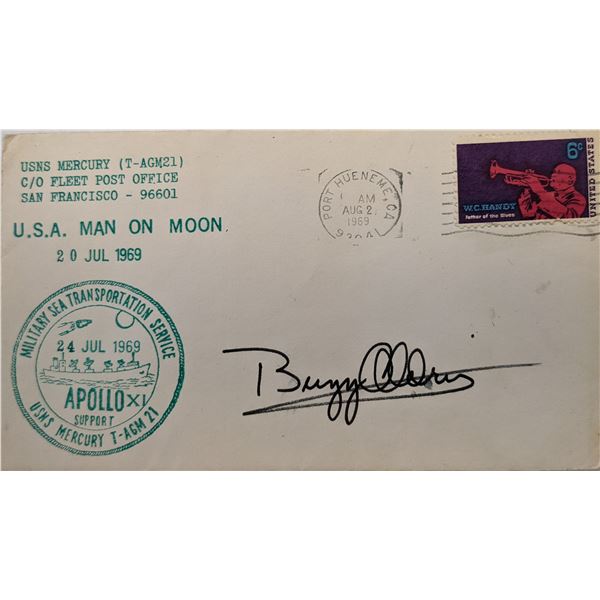 USNS MERCURY (T-AGM21)
C/O FLEET POST OFFICE
SAN FRANCISCO - 96601
U.S.A. MAN ON MOON
20 JUL 1969
MILITARY SEA TRANSPORTATION SERVICE
24 JUL 1969
APOLLO XI
SUPPORT
USNS MERCURY T-AGM 21
PORT HUENEME, CA
AM
AUG 2
1969
6c
UNITED STATES
W.C.HANDY
Father of the Blues
Buzz Aldrin